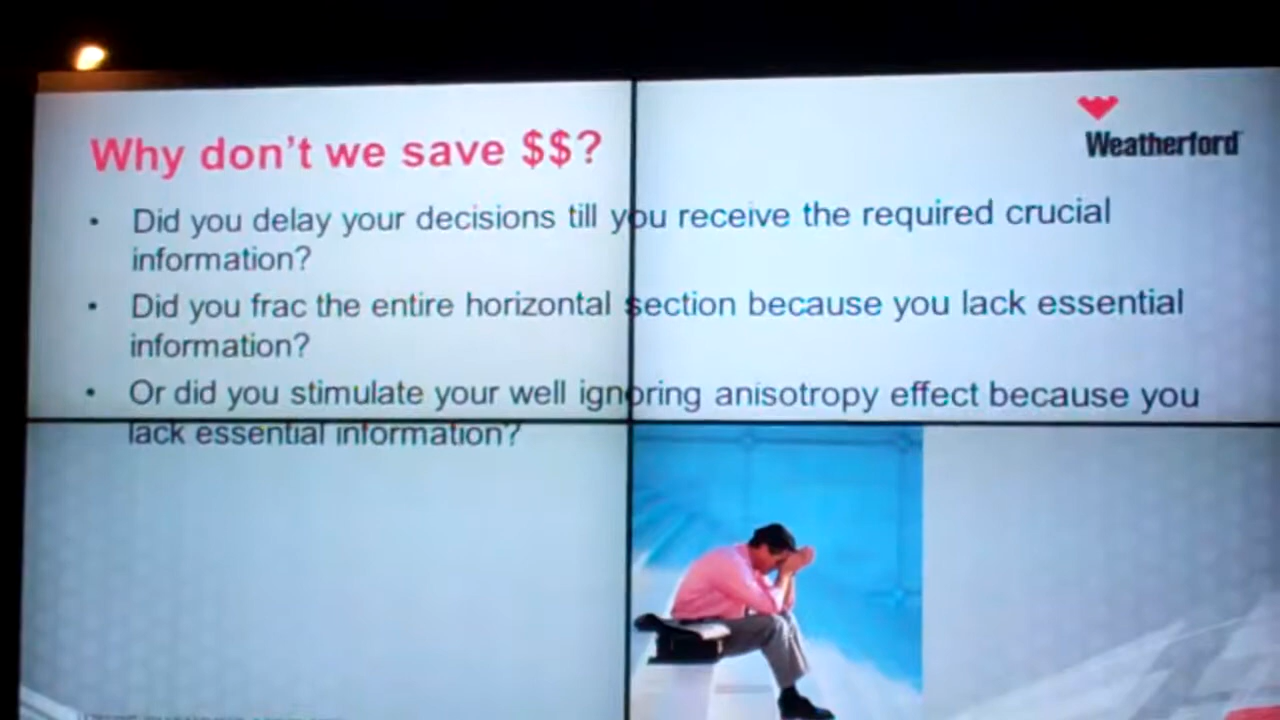 Why don't we save $$?
Weatherford
• Did you delay your decisions till you receive the required crucial
information?
• Did you frac the entire horizontal section because you lack essential
information?
• Or did you stimulate your well ignoring anisotropy effect because you
lack essential information?